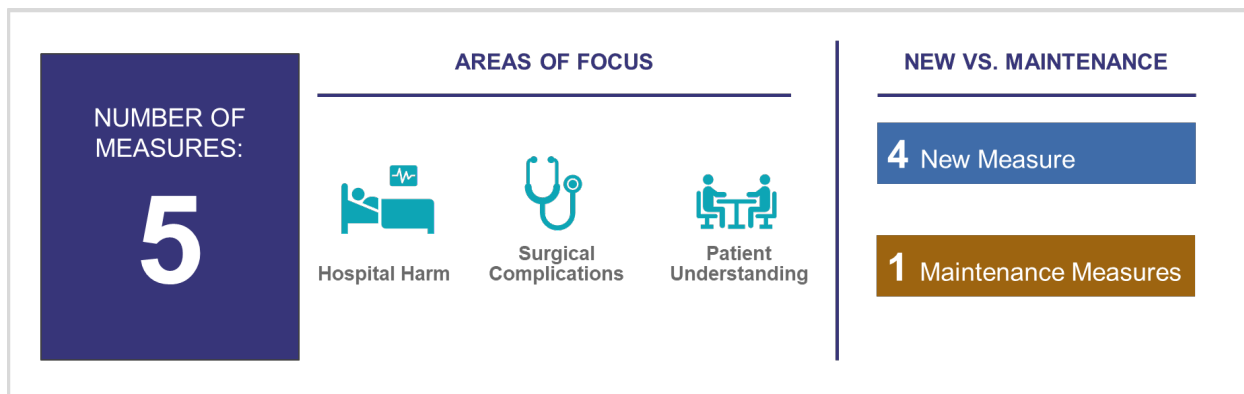 NUMBER OF
MEASURES:
5
AREAS OF FOCUS
Hospital Harm
Surgical
Complications
Patient
Understanding
NEW VS. MAINTENANCE
4 New Measure
1 Maintenance Measures